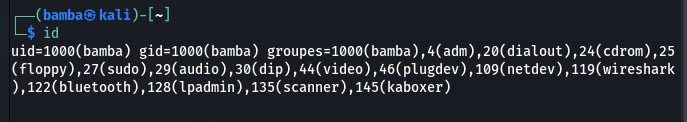 ┌──(bamba㉿kali)-[~]
└─$ id
uid=1000(bamba) gid=1000(bamba) groupes=1000(bamba),4(adm),20(dialout),24(cdrom),25
(floppy),27(sudo),29(audio),30(dip),44(video),46(plugdev),109(netdev),119(wireshark
),122(bluetooth),128(lpadmin),135(scanner),145(kaboxer)